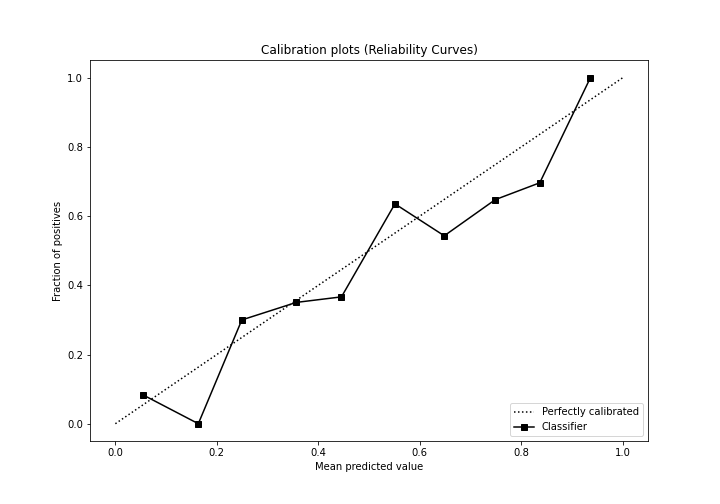 Calibration plots (Reliability Curves)
1.0
0.8
0.6
0.4
0.2
0.0
Fraction of positives
Perfectly calibrated
Classifier
0.0 0.2 0.4 0.6 0.8 1.0
Mean predicted value